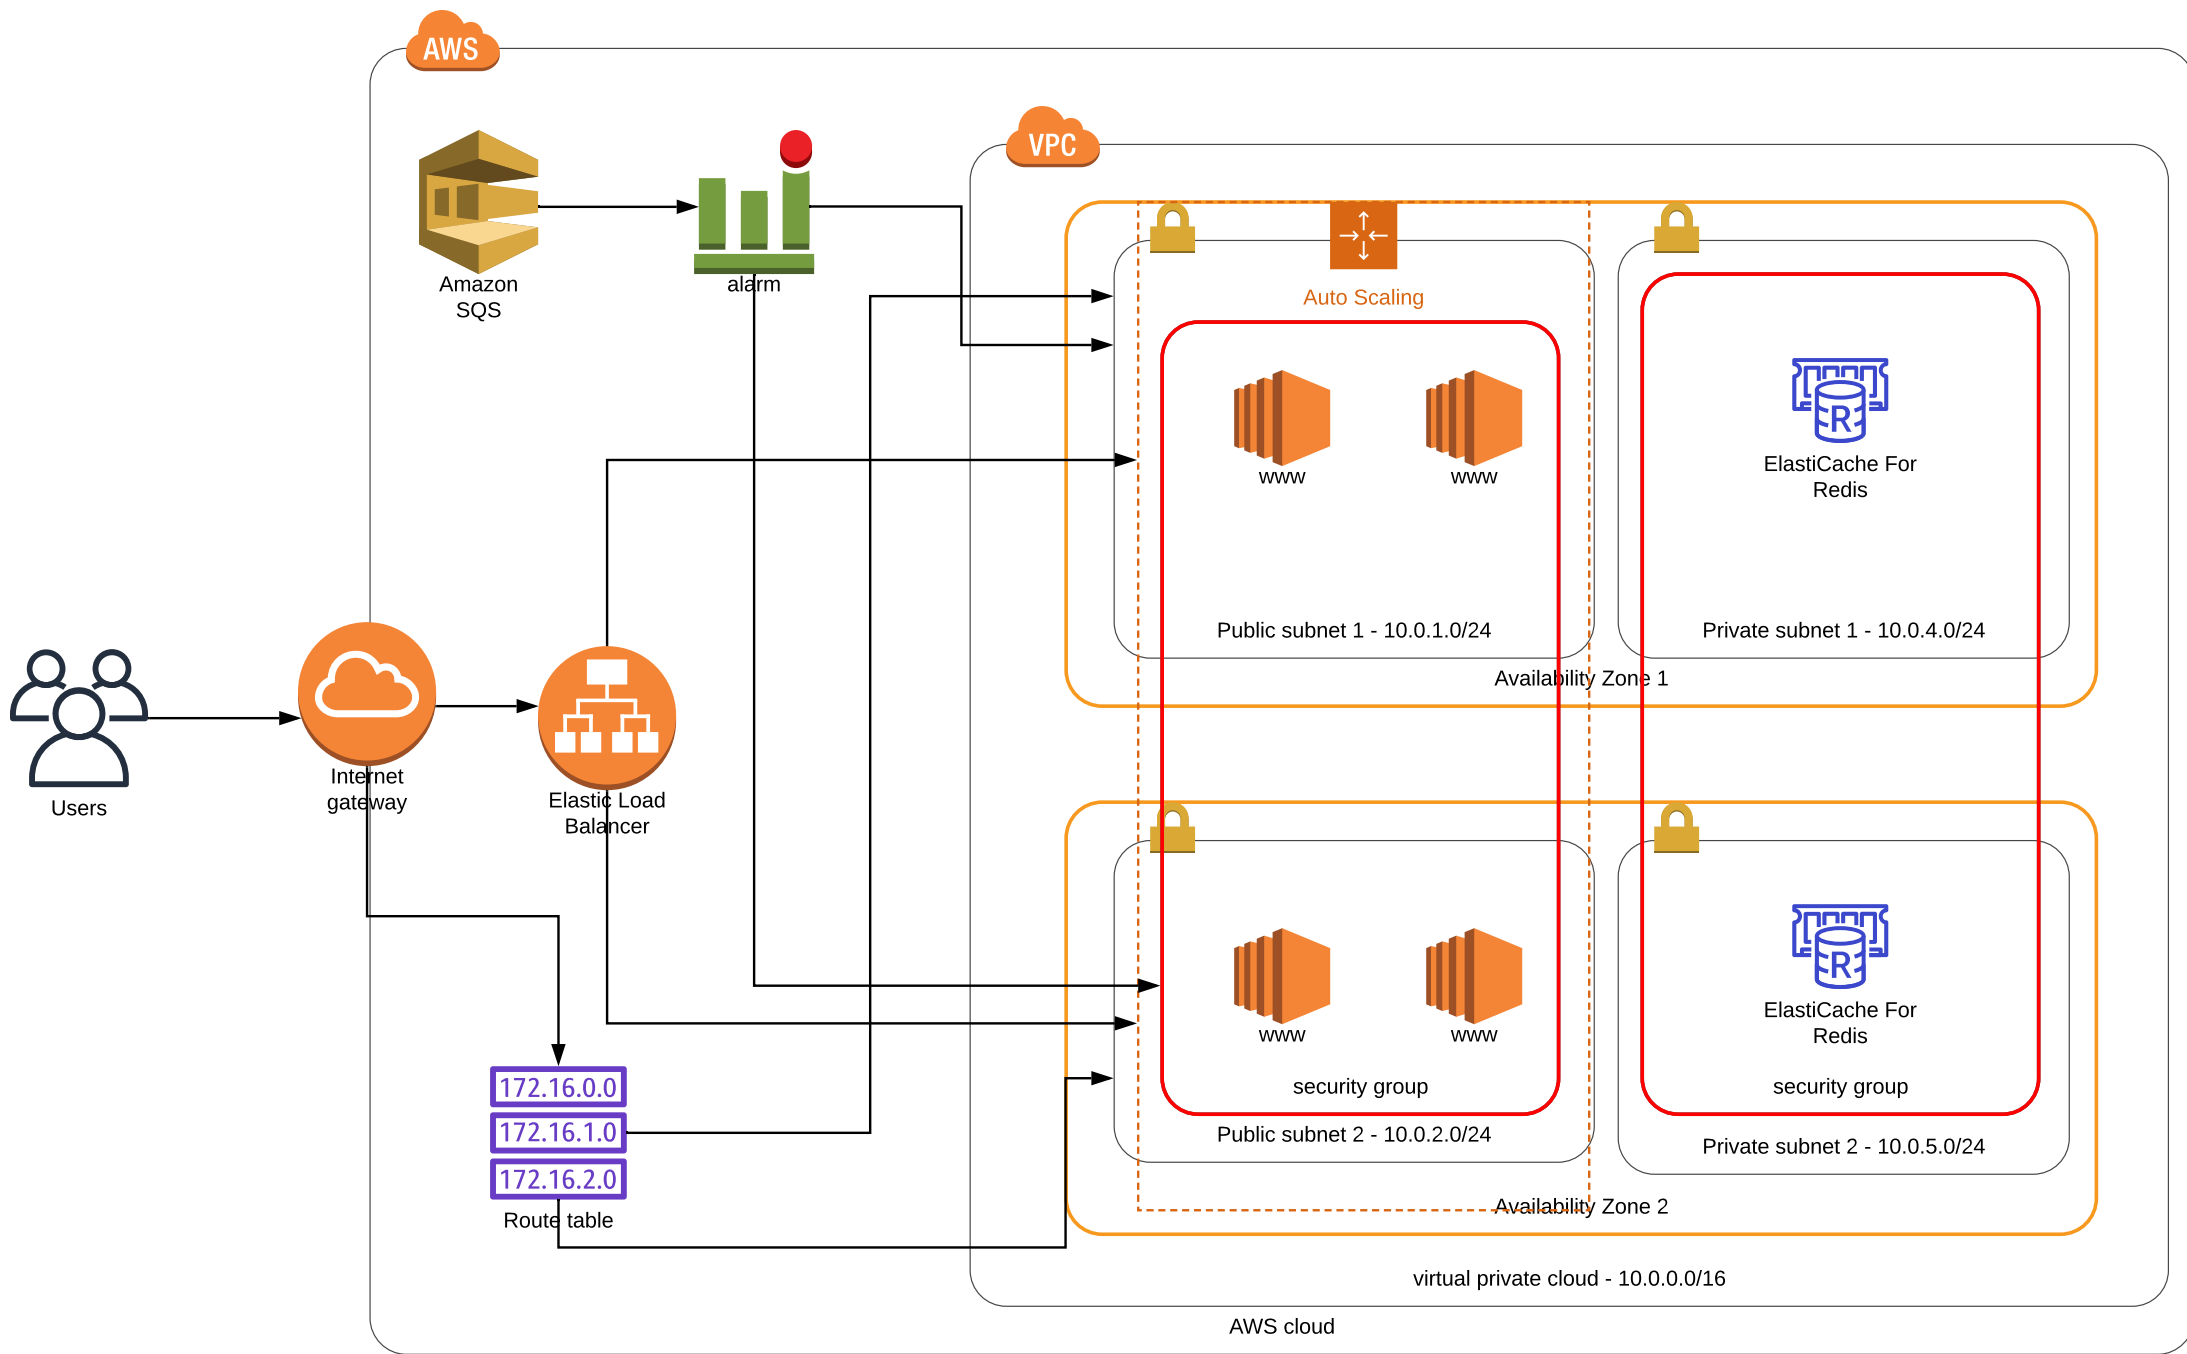 AWS
VPC
Amazon
SQS
alarm
Auto Scaling
www
www
ElastiCache For
Redis
Public subnet 1 - 10.0.1.0/24
Private subnet 1 - 10.0.4.0/24
Availability Zone 1
Users
Internet
gateway
Elastic Load
Balancer
www
www
ElastiCache For
Redis
security group
security group
Public subnet 2 - 10.0.2.0/24
Private subnet 2 - 10.0.5.0/24
172.16.0.0
172.16.1.0
172.16.2.0
Route table
Availability Zone 2
virtual private cloud - 10.0.0.0/16
AWS cloud
R
R